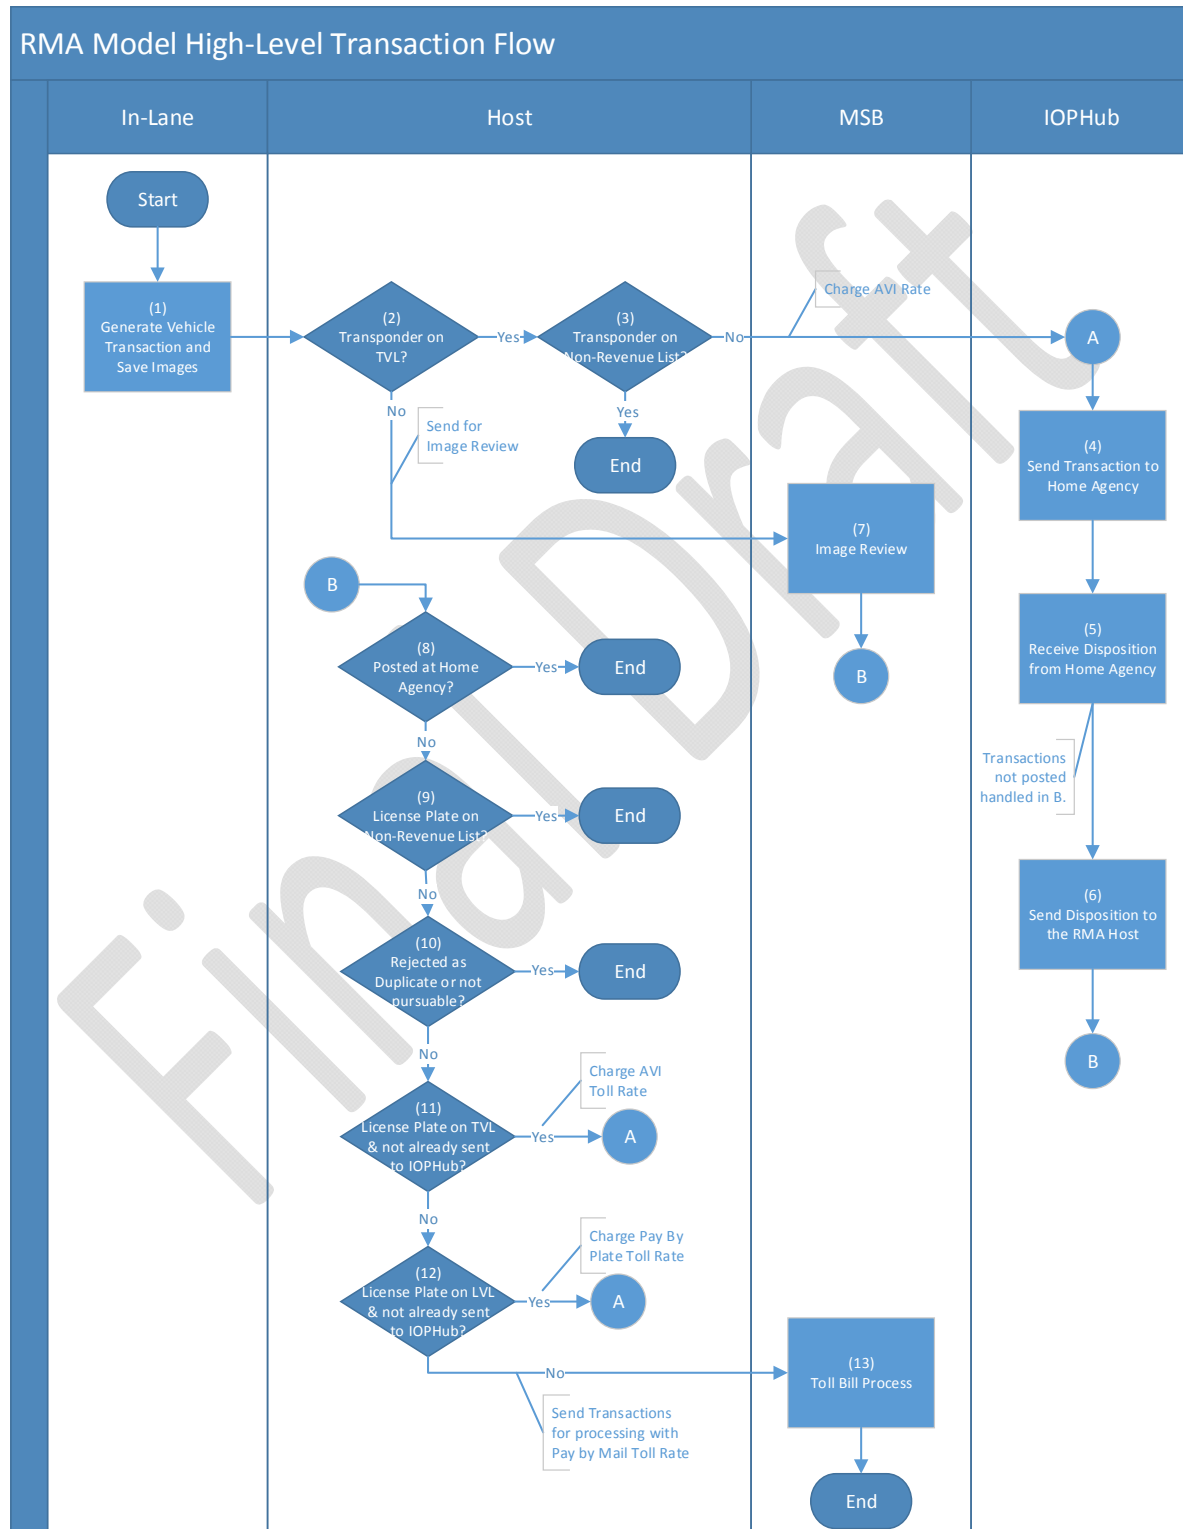 RMA Model High-Level Transaction Flow
In-Lane
Host
MSB
IOPHub
Start
(1)
Generate Vehicle
Transaction and
Save Images
(2)
Transponder on
TVL?
Yes
(3)
Transponder on
Non-Revenue List?
No
Charge AVI Rate
A
No
Send for
Image Review
Yes
End
(4)
Send Transaction to
Home Agency
(7)
Image Review
B
B
(8)
Posted at Home
Agency?
Yes
End
(5)
Receive Disposition
from Home Agency
No
Transactions
not posted
handled in B.
(9)
License Plate on
Non-Revenue List?
Yes
End
No
(6)
Send Disposition to
the RMA Host
(10)
Rejected as
Duplicate or not
pursuable?
Yes
End
B
No
Charge AVI
Toll Rate
(11)
License Plate on TVL
& not already sent
to IOPHub?
Yes
A
No
Charge Pay By
Plate Toll Rate
(12)
License Plate on LVL
& not already sent
to IOPHub?
Yes
A
No
(13)
Toll Bill Process
Send Transactions
for processing with
Pay by Mail Toll Rate
End
Final Draft